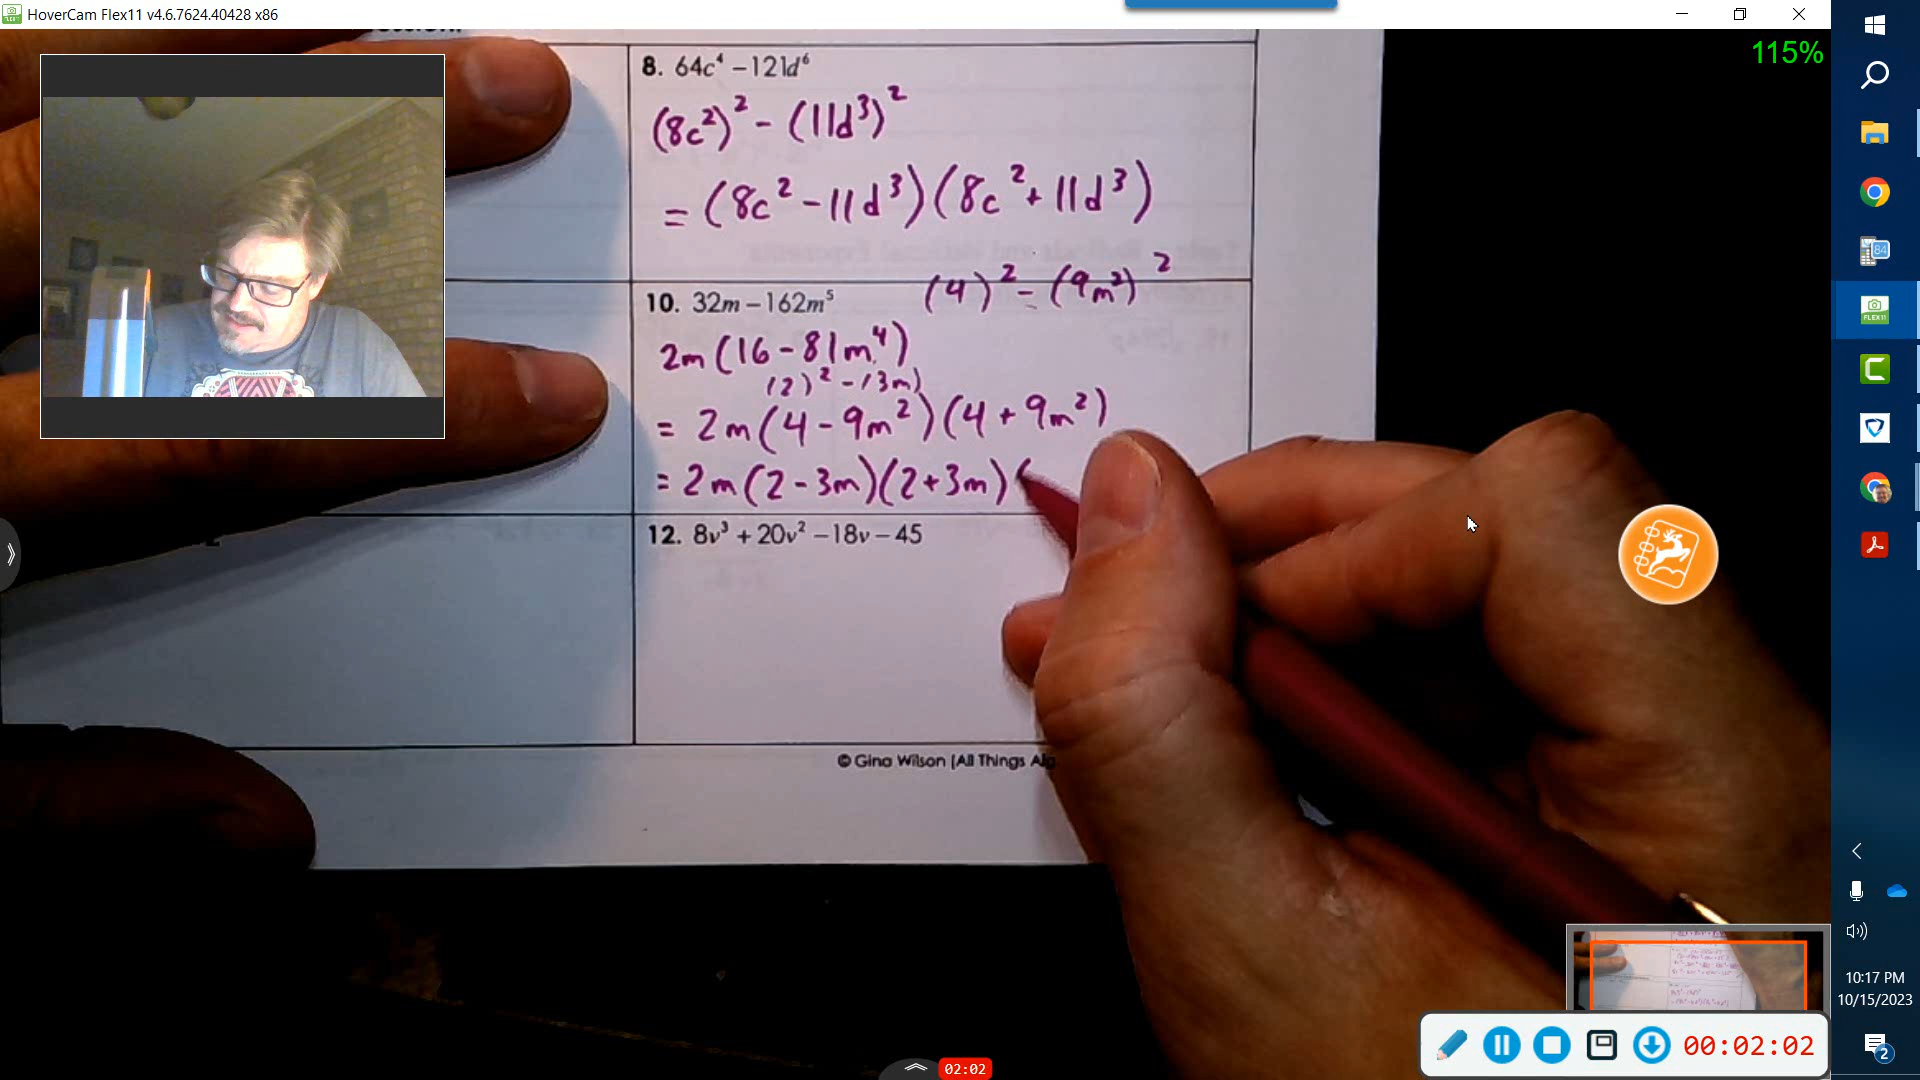 HoverCam Flex11 v4.6.7624.40428 x86
115%
8. 64c⁴ – 121d⁶
(8c²)² - (11d³)²
= (8c² - 11d³)(8c² + 11d³)
(4)² - (9m²)²
10. 32m – 162m⁵
2m(16 - 81m⁴)
(2)² - (3m)
= 2m(4 - 9m²)(4 + 9m²)
= 2m(2 - 3m)(2 + 3m)(
12. 8v³ + 20v² – 18v – 45
© Gina Wilson (All Things Alg
84
FLEX11
10:17 PM
10/15/2023
2
00:02:02
02:02